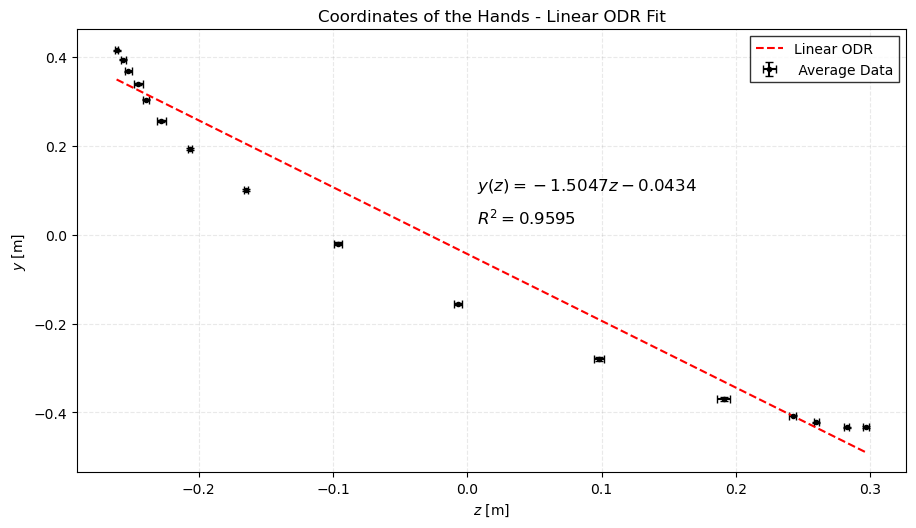 Coordinates of the Hands - Linear ODR Fit
Linear ODR
Average Data
0.4
0.2
0.0
−0.2
−0.4
y [m]
y(z) = −1.5047z − 0.0434
R² = 0.9595
−0.2 −0.1 0.0 0.1 0.2 0.3
z [m]